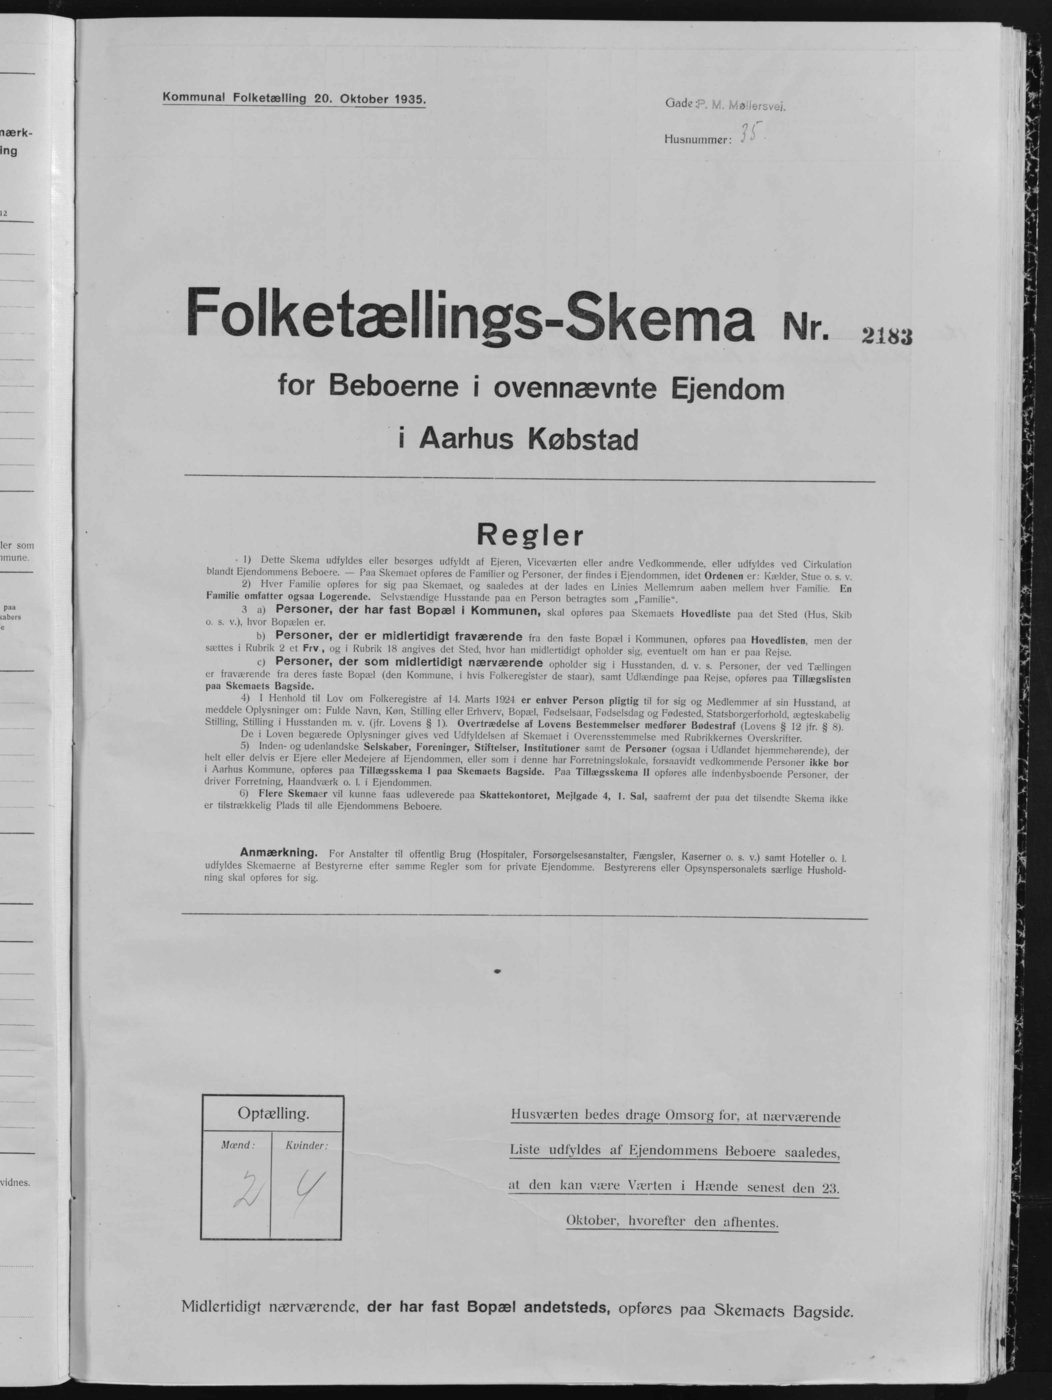 Kommunal Folketælling 20. Oktober 1935.
Gade: P. M. Møllersvej.
Husnummer: 35.
Folketællings-Skema Nr. 2183
for Beboerne i ovennævnte Ejendom
i Aarhus Købstad
Regler
1) Dette Skema udfyldes eller besørges udfyldt af Ejeren, Viceværten eller andre Vedkommende, eller udfyldes ved Cirkulation
blandt Ejendommens Beboere. — Paa Skemaet opføres de Familier og Personer, der findes i Ejendommen, idet Ordenen er: Kælder, Stue o. s. v.
2) Hver Familie opføres for sig paa Skemaet, og saaledes at der lades en Linies Mellemrum aaben mellem hver Familie. En
Familie omfatter ogsaa Logerende. Selvstændige Husstande paa en Person betragtes som „Familie“.
3 a) Personer, der har fast Bopæl i Kommunen, skal opføres paa Skemaets Hovedliste paa det Sted (Hus, Skib
o. s. v.), hvor Bopælen er.
b) Personer, der er midlertidigt fraværende fra den faste Bopæl i Kommunen, opføres paa Hovedlisten, men der
sættes i Rubrik 2 et Frv., og i Rubrik 18 angives det Sted, hvor han midlertidigt opholder sig, eventuelt om han er paa Rejse.
c) Personer, der som midlertidigt nærværende opholder sig i Husstanden, d. v. s. Personer, der ved Tællingen
er fraværende fra deres faste Bopæl (den Kommune, i hvis Folkeregister de staar), samt Udlændinge paa Rejse, opføres paa Tillægslisten
paa Skemaets Bagside.
4) I Henhold til Lov om Folkeregistre af 14. Marts 1924 er enhver Person pligtig til for sig og Medlemmer af sin Husstand, at
meddele Oplysninger om: Fulde Navn, Køn, Stilling eller Erhverv, Bopæl, Fødselsaar, Fødselsdag og Fødested, Statsborgerforhold, ægteskabelig
Stilling, Stilling i Husstanden m. v. (jfr. Lovens § 1). Overtrædelse af Lovens Bestemmelser medfører Bødestraf (Lovens § 12 jfr. § 8).
De i Loven begærede Oplysninger gives ved Udfyldelsen af Skemaet i Overensstemmelse med Rubrikkernes Overskrifter.
5) Inden- og udenlandske Selskaber, Foreninger, Stiftelser, Institutioner samt de Personer (ogsaa i Udlandet hjemmehørende), der
helt eller delvis er Ejere eller Medejere af Ejendommen, eller som i denne har Forretningslokale, forsaavidt vedkommende Personer ikke bor
i Aarhus Kommune, opføres paa Tillægsskema I paa Skemaets Bagside. Paa Tillægsskema II opføres alle indenbysboende Personer, der
driver Forretning, Haandværk o. l. i Ejendommen.
6) Flere Skemaer vil kunne faas udleverede paa Skattekontoret, Mejlgade 4, 1. Sal, saafremt der paa det tilsendte Skema ikke
er tilstrækkelig Plads til alle Ejendommens Beboere.
Anmærkning. For Anstalter til offentlig Brug (Hospitaler, Forsørgelsesanstalter, Fængsler, Kaserner o. s. v.) samt Hoteller o. l.
udfyldes Skemaerne af Bestyrerne efter samme Regler som for private Ejendomme. Bestyrerens eller Opsynspersonalets særlige Hushold-
ning skal opføres for sig.
Optælling.
Mænd: Kvinder:
2 4
Husværten bedes drage Omsorg for, at nærværende
Liste udfyldes af Ejendommens Beboere saaledes,
at den kan være Værten i Hænde senest den 23.
Oktober, hvorefter den afhentes.
Midlertidigt nærværende, der har fast Bopæl andetsteds, opføres paa Skemaets Bagside.